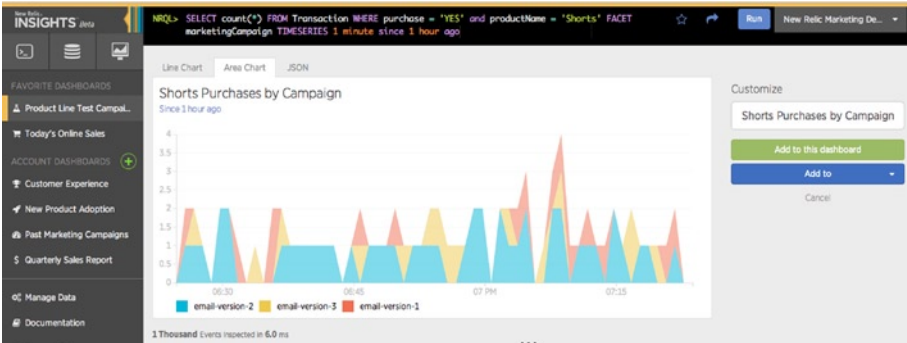 New Relic.
INSIGHTS Beta
NRQL> SELECT count(*) FROM Transaction WHERE purchase = 'YES' and productName = 'Shorts' FACET
marketingCampaign TIMESERIES 1 minute since 1 hour ago
Run
New Relic Marketing De...
FAVORITE DASHBOARDS
Product Line Test Campai...
Today's Online Sales
ACCOUNT DASHBOARDS
Customer Experience
New Product Adoption
Past Marketing Campaigns
$ Quarterly Sales Report
Manage Data
Documentation
Line Chart Area Chart JSON
Shorts Purchases by Campaign
Since 1 hour ago
4
3.5
3
2.5
2
1.5
1
0.5
0
06:30 06:45 07 PM 07:15
email-version-2 email-version-3 email-version-1
1 Thousand Events inspected in 6.0 ms
Customize
Shorts Purchases by Campaign
Add to this dashboard
Add to
Cancel